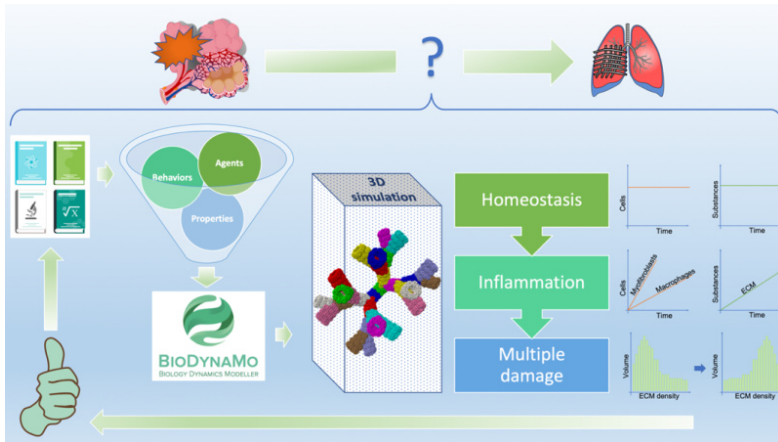 ?
Behaviors
Agents
Properties
√x
BIODYNAMO
BIOLOGY DYNAMICS MODELLER
3D
simulation
Homeostasis
Inflammation
Multiple
damage
Cells
Time
Substances
Time
Cells
Myofibroblasts
Macrophages
Time
Substances
ECM
Time
Volume
ECM density
Volume
ECM density